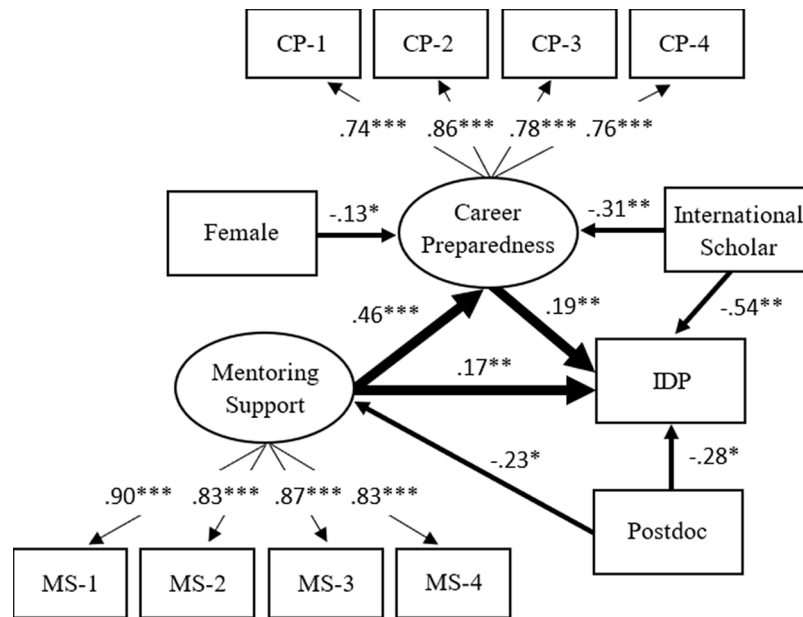 CP-1 CP-2 CP-3 CP-4
.74*** .86*** .78*** .76***
Female
-.13*
Career
Preparedness
-.31**
International
Scholar
.46***
.19**
-.54**
Mentoring
Support
.17**
IDP
-.23*
-.28*
.90*** .83*** .87*** .83***
Postdoc
MS-1 MS-2 MS-3 MS-4